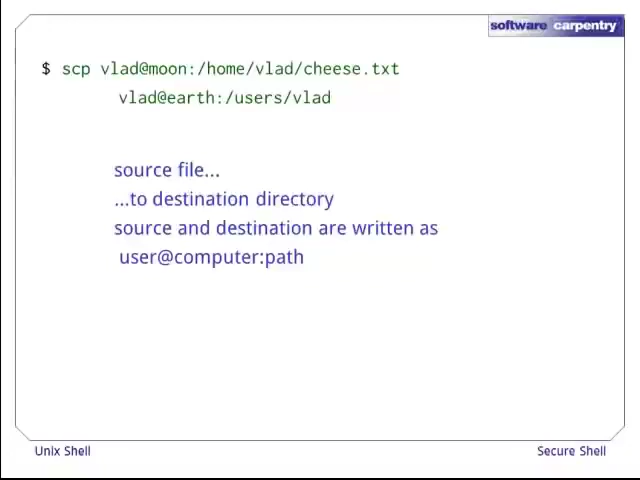 software carpentry
$ scp vlad@moon:/home/vlad/cheese.txt
vlad@earth:/users/vlad
source file...
...to destination directory
source and destination are written as
user@computer:path
Unix Shell
Secure Shell